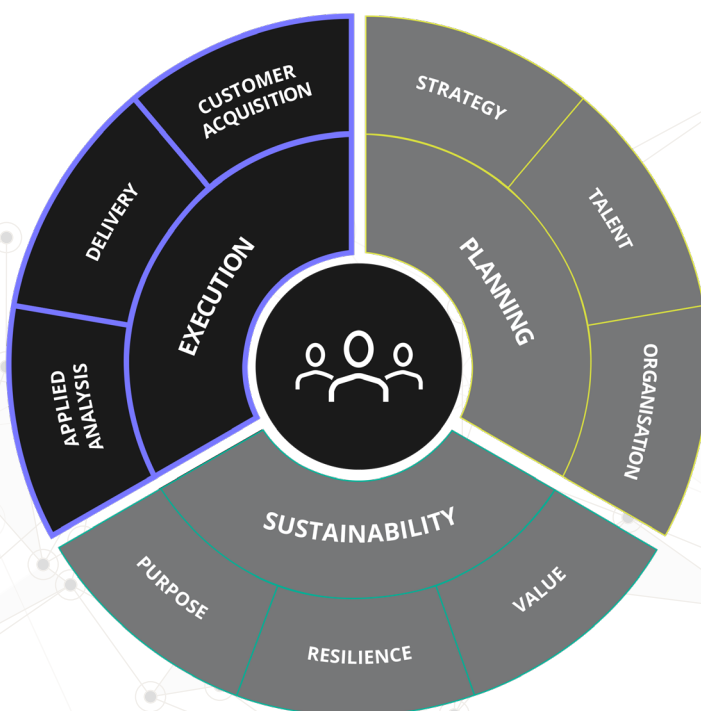 CUSTOMER
ACQUISITION
DELIVERY
APPLIED
ANALYSIS
EXECUTION
STRATEGY
TALENT
ORGANISATION
PLANNING
SUSTAINABILITY
PURPOSE
RESILIENCE
VALUE